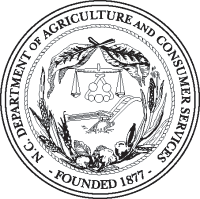 N.C. DEPARTMENT OF AGRICULTURE AND CONSUMER SERVICES
- FOUNDED 1877 -